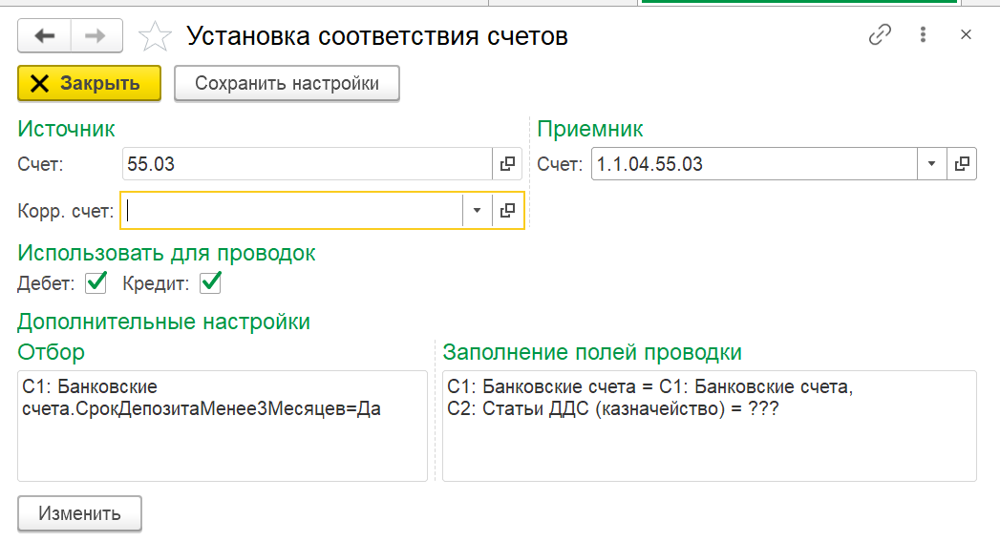 Установка соответствия счетов
Закрыть
Сохранить настройки
Источник
Счет: 55.03
Корр. счет:
Приемник
Счет: 1.1.04.55.03
Использовать для проводок
Дебет: Кредит:
Дополнительные настройки
Отбор
С1: Банковские
счета.СрокДепозитаМенее3Месяцев=Да
Заполнение полей проводки
С1: Банковские счета = С1: Банковские счета,
С2: Статьи ДДС (казначейство) = ???
Изменить